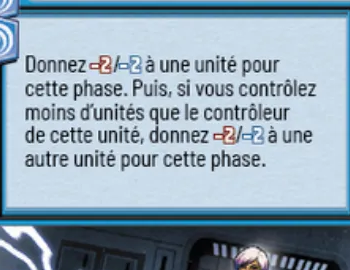 Donnez -2/-2 à une unité pour
cette phase. Puis, si vous contrôlez
moins d'unités que le contrôleur
de cette unité, donnez -2/-2 à une
autre unité pour cette phase.